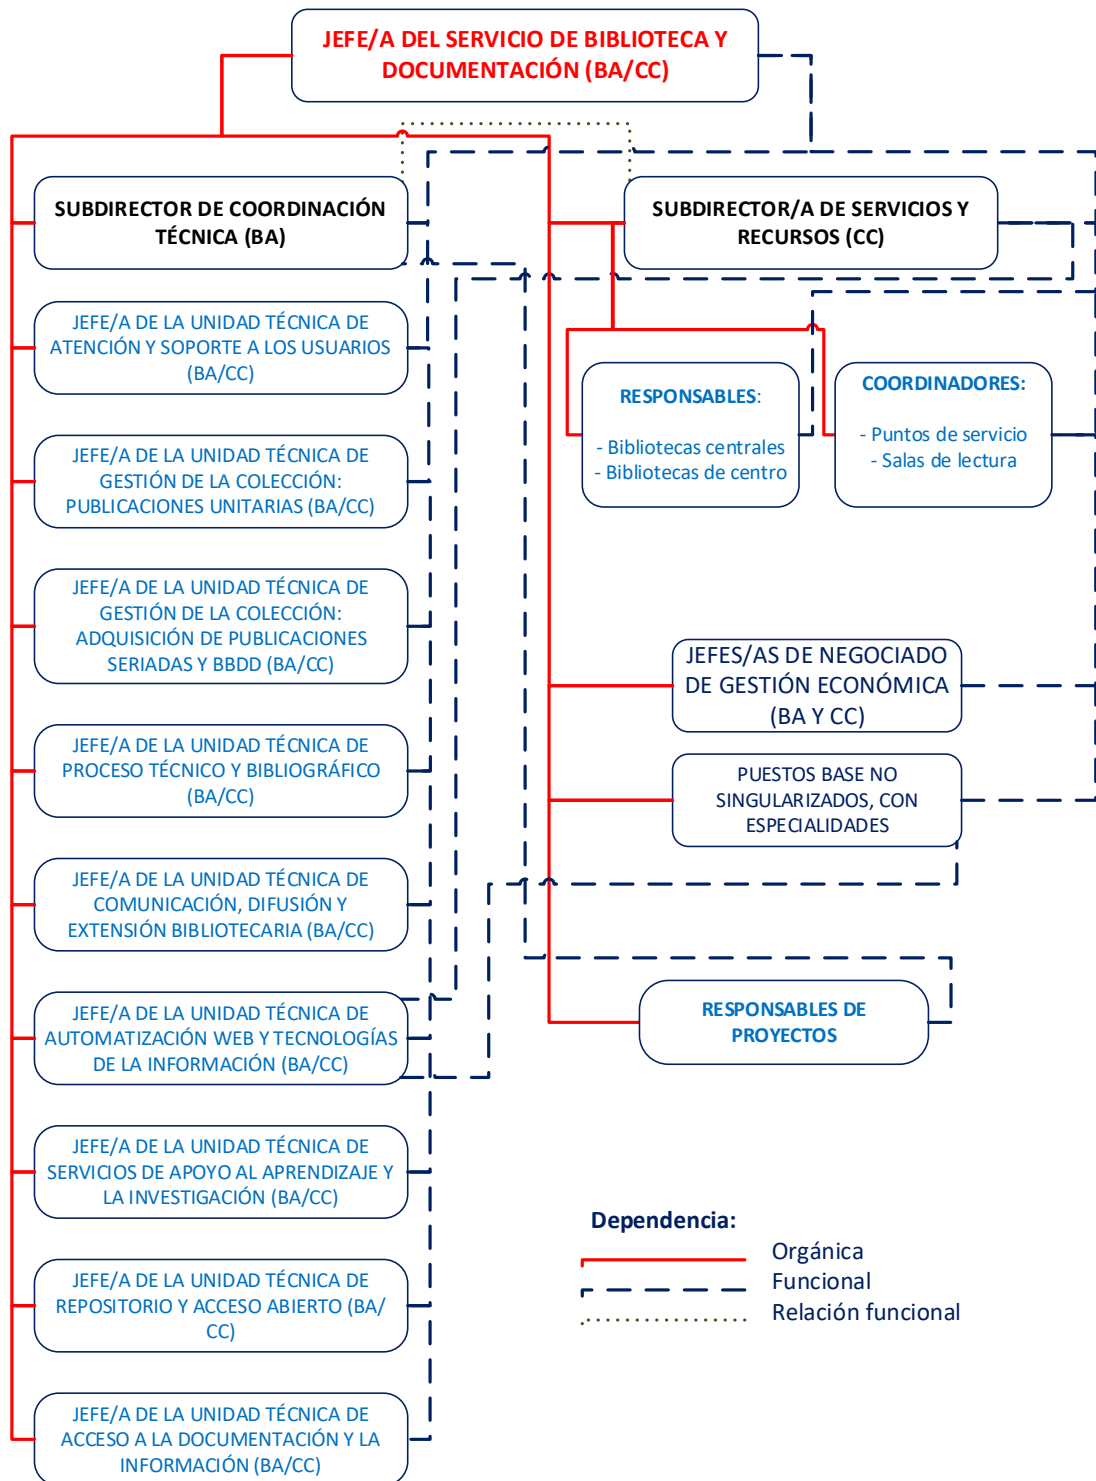 JEFE/A DEL SERVICIO DE BIBLIOTECA Y
DOCUMENTACIÓN (BA/CC)
SUBDIRECTOR DE COORDINACIÓN
TÉCNICA (BA)
SUBDIRECTOR/A DE SERVICIOS Y
RECURSOS (CC)
JEFE/A DE LA UNIDAD TÉCNICA DE
ATENCIÓN Y SOPORTE A LOS USUARIOS
(BA/CC)
RESPONSABLES:
- Bibliotecas centrales
- Bibliotecas de centro
COORDINADORES:
- Puntos de servicio
- Salas de lectura
JEFE/A DE LA UNIDAD TÉCNICA DE
GESTIÓN DE LA COLECCIÓN:
PUBLICACIONES UNITARIAS (BA/CC)
JEFE/A DE LA UNIDAD TÉCNICA DE
GESTIÓN DE LA COLECCIÓN:
ADQUISICIÓN DE PUBLICACIONES
SERIADAS Y BBDD (BA/CC)
JEFES/AS DE NEGOCIADO
DE GESTIÓN ECONÓMICA
(BA Y CC)
JEFE/A DE LA UNIDAD TÉCNICA DE
PROCESO TÉCNICO Y BIBLIOGRÁFICO
(BA/CC)
PUESTOS BASE NO
SINGULARIZADOS, CON
ESPECIALIDADES
JEFE/A DE LA UNIDAD TÉCNICA DE
COMUNICACIÓN, DIFUSIÓN Y
EXTENSIÓN BIBLIOTECARIA (BA/CC)
JEFE/A DE LA UNIDAD TÉCNICA DE
AUTOMATIZACIÓN WEB Y TECNOLOGÍAS
DE LA INFORMACIÓN (BA/CC)
RESPONSABLES DE
PROYECTOS
JEFE/A DE LA UNIDAD TÉCNICA DE
SERVICIOS DE APOYO AL APRENDIZAJE Y
LA INVESTIGACIÓN (BA/CC)
JEFE/A DE LA UNIDAD TÉCNICA DE
REPOSITORIO Y ACCESO ABIERTO (BA/
CC)
JEFE/A DE LA UNIDAD TÉCNICA DE
ACCESO A LA DOCUMENTACIÓN Y LA
INFORMACIÓN (BA/CC)
Dependencia:
Orgánica
Funcional
Relación funcional